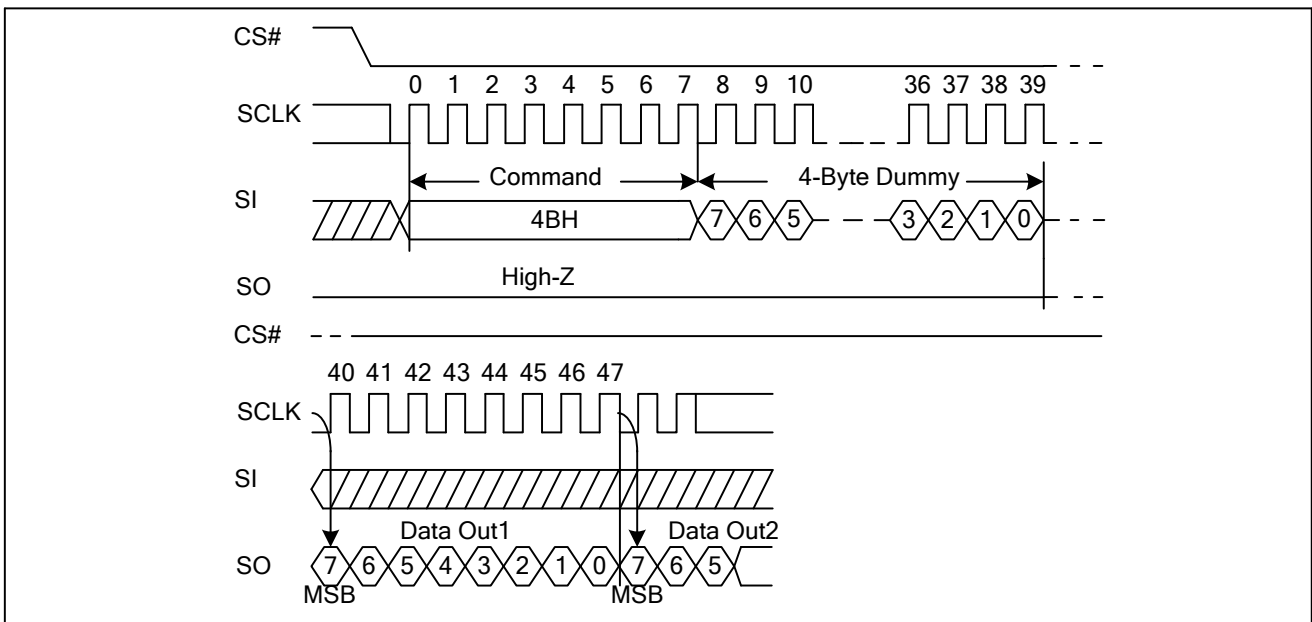 CS#
0 1 2 3 4 5 6 7 8 9 10 36 37 38 39
SCLK
Command 4-Byte Dummy
SI
4BH 7 6 5 3 2 1 0
High-Z
SO
CS#
40 41 42 43 44 45 46 47
SCLK
SI
Data Out1 Data Out2
SO 7 6 5 4 3 2 1 0 7 6 5
MSB MSB